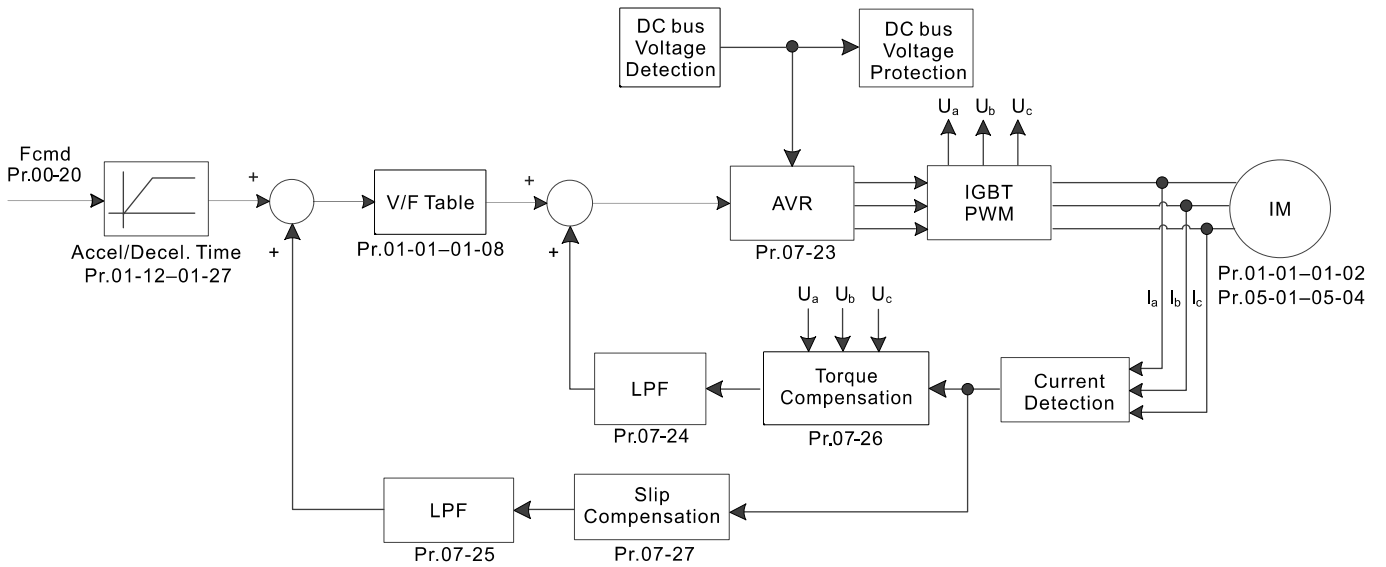 DC bus
Voltage
Detection
DC bus
Voltage
Protection
Ua Ub Uc
Fcmd
Pr.00-20
+
+
V/F Table
+
+
AVR
IGBT
PWM
IM
Accel/Decel. Time
Pr.01-12–01-27
Pr.01-01–01-08
Pr.07-23
Pr.01-01–01-02
Pr.05-01–05-04
Ua Ub Uc
Ia Ib Ic
LPF
Torque
Compensation
Current
Detection
Pr.07-24
Pr.07-26
LPF
Slip
Compensation
Pr.07-25
Pr.07-27